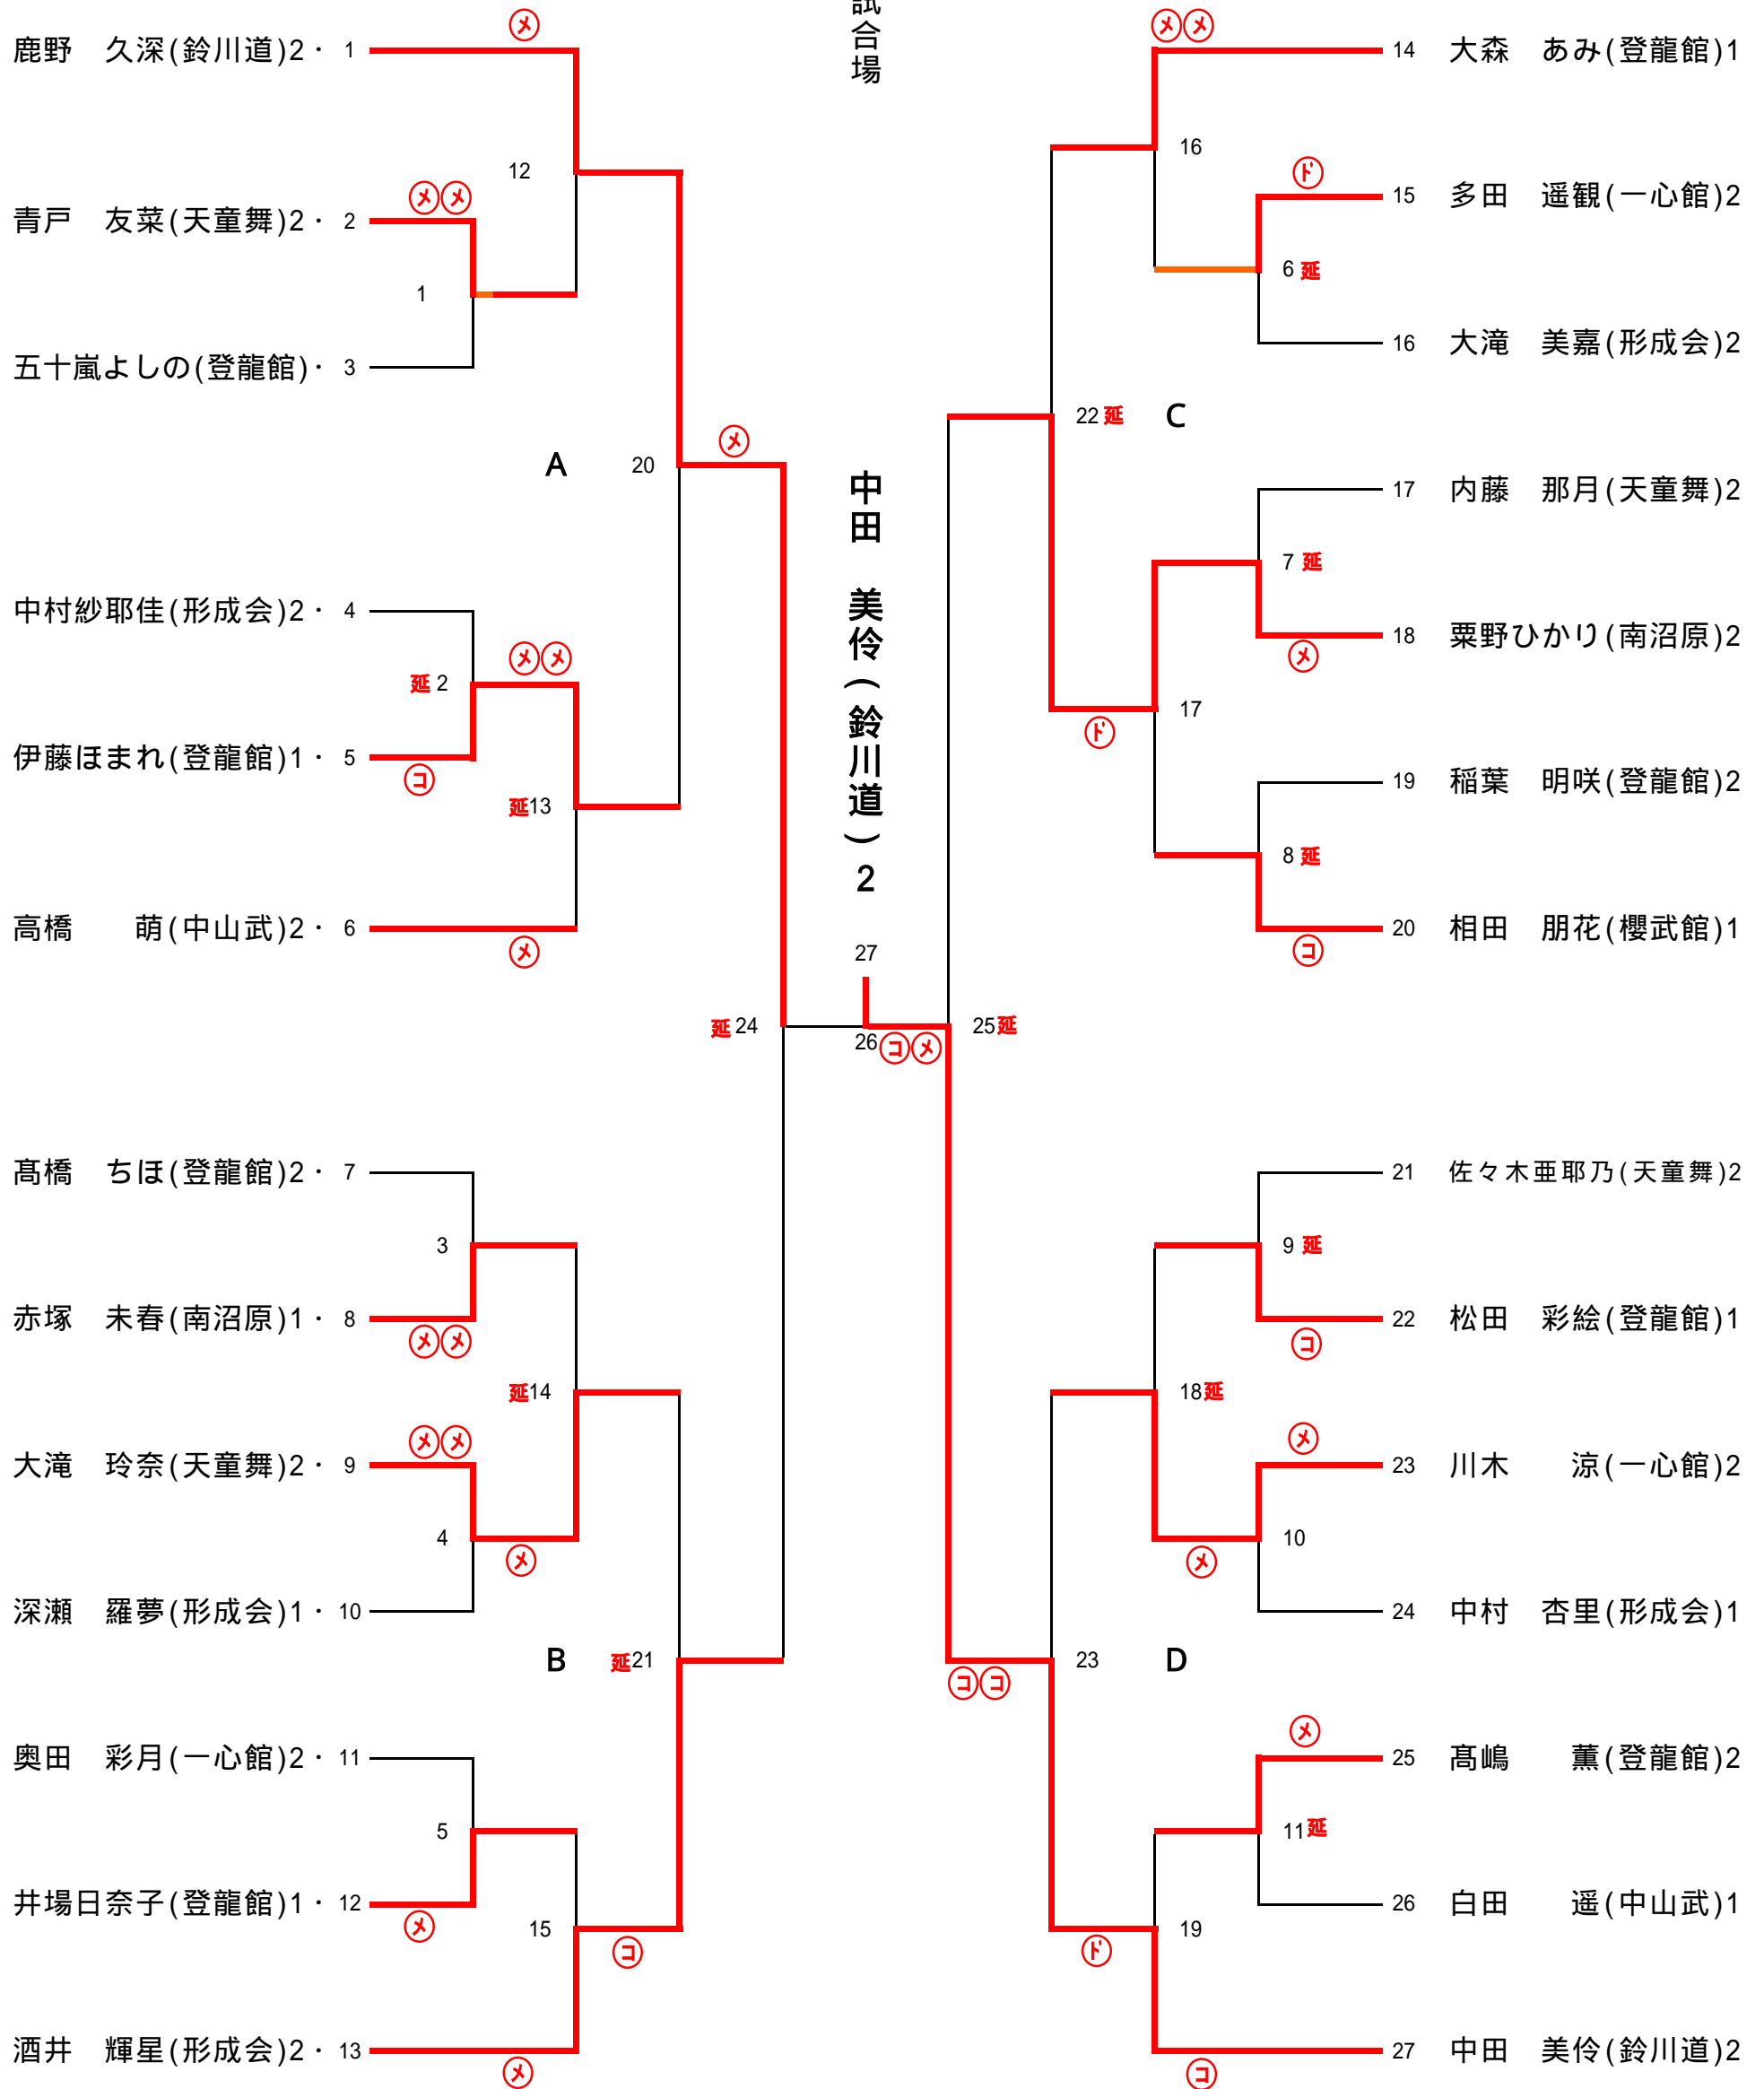 試合場
鹿野　久深(鈴川道)2・ 1
メ
12
青戸　友菜(天童舞)2・ 2
メメ
1
五十嵐よしの(登龍館)・ 3
A
20
メ
中村紗耶佳(形成会)2・ 4
延 2
メメ
伊藤ほまれ(登龍館)1・ 5
コ
延13
高橋　　萌(中山武)2・ 6
メ
延 24
髙橋　ちほ(登龍館)2・ 7
3
赤塚　未春(南沼原)1・ 8
メメ
延14
大滝　玲奈(天童舞)2・ 9
メメ
4
メ
深瀬　羅夢(形成会)1・ 10
B
延21
奥田　彩月(一心館)2・ 11
5
井場日奈子(登龍館)1・ 12
メ
15
コ
酒井　輝星(形成会)2・ 13
メ
中田　美伶(鈴川道)2
27
26 コメ
メメ
14 大森　あみ(登龍館)1
16
ド
15 多田　遥観(一心館)2
6 延
16 大滝　美嘉(形成会)2
22 延
C
17 内藤　那月(天童舞)2
7 延
18 粟野ひかり(南沼原)2
メ
17
ド
19 稲葉　明咲(登龍館)2
8 延
20 相田　朋花(櫻武館)1
コ
25延
21 佐々木亜耶乃(天童舞)2
9 延
22 松田　彩絵(登龍館)1
コ
18延
メ
23 川木　　涼(一心館)2
10
メ
24 中村　杏里(形成会)1
23
D
ココ
メ
25 髙嶋　　薫(登龍館)2
11延
26 白田　　遥(中山武)1
19
ド
27 中田　美伶(鈴川道)2
コ